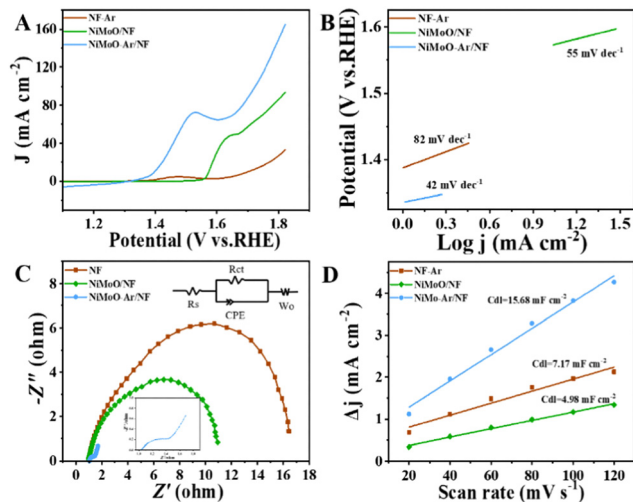 A
NF-Ar
NiMoO/NF
NiMoO-Ar/NF
160
120
80
40
0
J (mA cm-2)
1.2
1.4
1.6
1.8
Potential (V vs.RHE)
B
NF-Ar
NiMoO/NF
NiMoO-Ar/NF
55 mV dec-1
82 mV dec-1
42 mV dec-1
1.6
1.5
1.4
Potential (V vs.RHE)
0.0
0.3
0.6
0.9
1.2
1.5
Log j (mA cm-2)
C
NF
NiMoO/NF
NiMoO-Ar/NF
Rct
Rs
CPE
Wo
8
6
4
2
0
-Z'' (ohm)
0 2 4 6 8 10 12 14 16 18
Z' (ohm)
D
NF-Ar
NiMoO/NF
NiMo-Ar/NF
Cdl=15.68 mF cm-2
Cdl=7.17 mF cm-2
Cdl=4.98 mF cm-2
4
2
0
Δj (mA cm-2)
20
40
60
80
100
120
Scan rate (mV s-1)